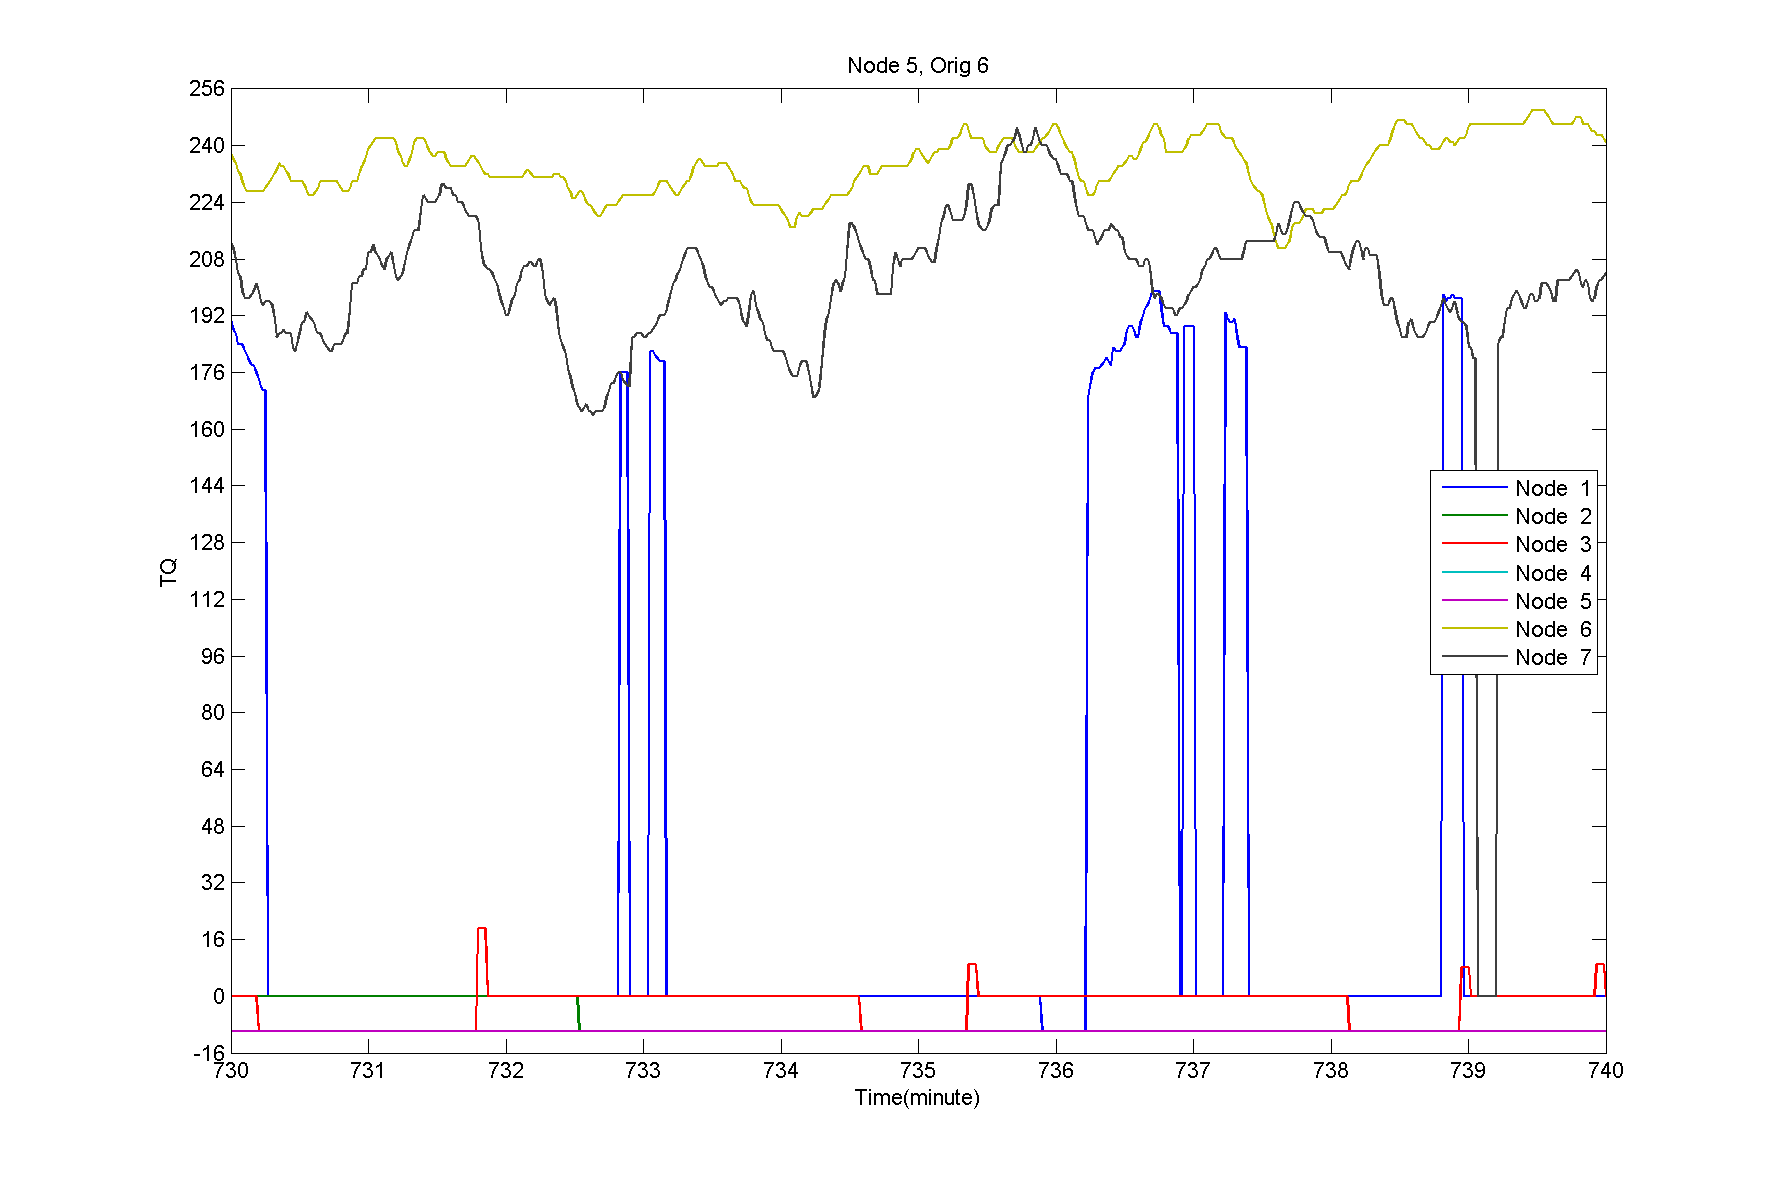 Node 5, Orig 6
256
240
224
208
192
176
160
144
128
112
96
80
64
48
32
16
0
-16
TQ
Node 1
Node 2
Node 3
Node 4
Node 5
Node 6
Node 7
730 731 732 733 734 735 736 737 738 739 740
Time(minute)